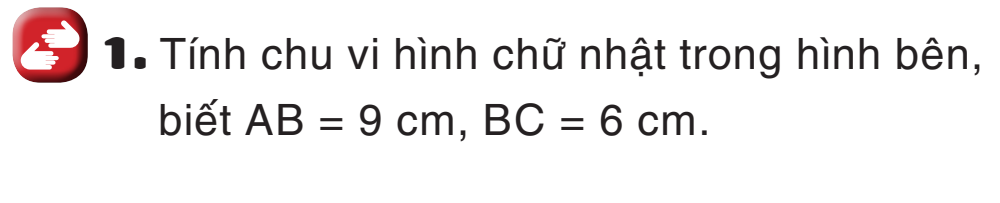 1. Tính chu vi hình chữ nhật trong hình bên,
biết AB = 9 cm, BC = 6 cm.